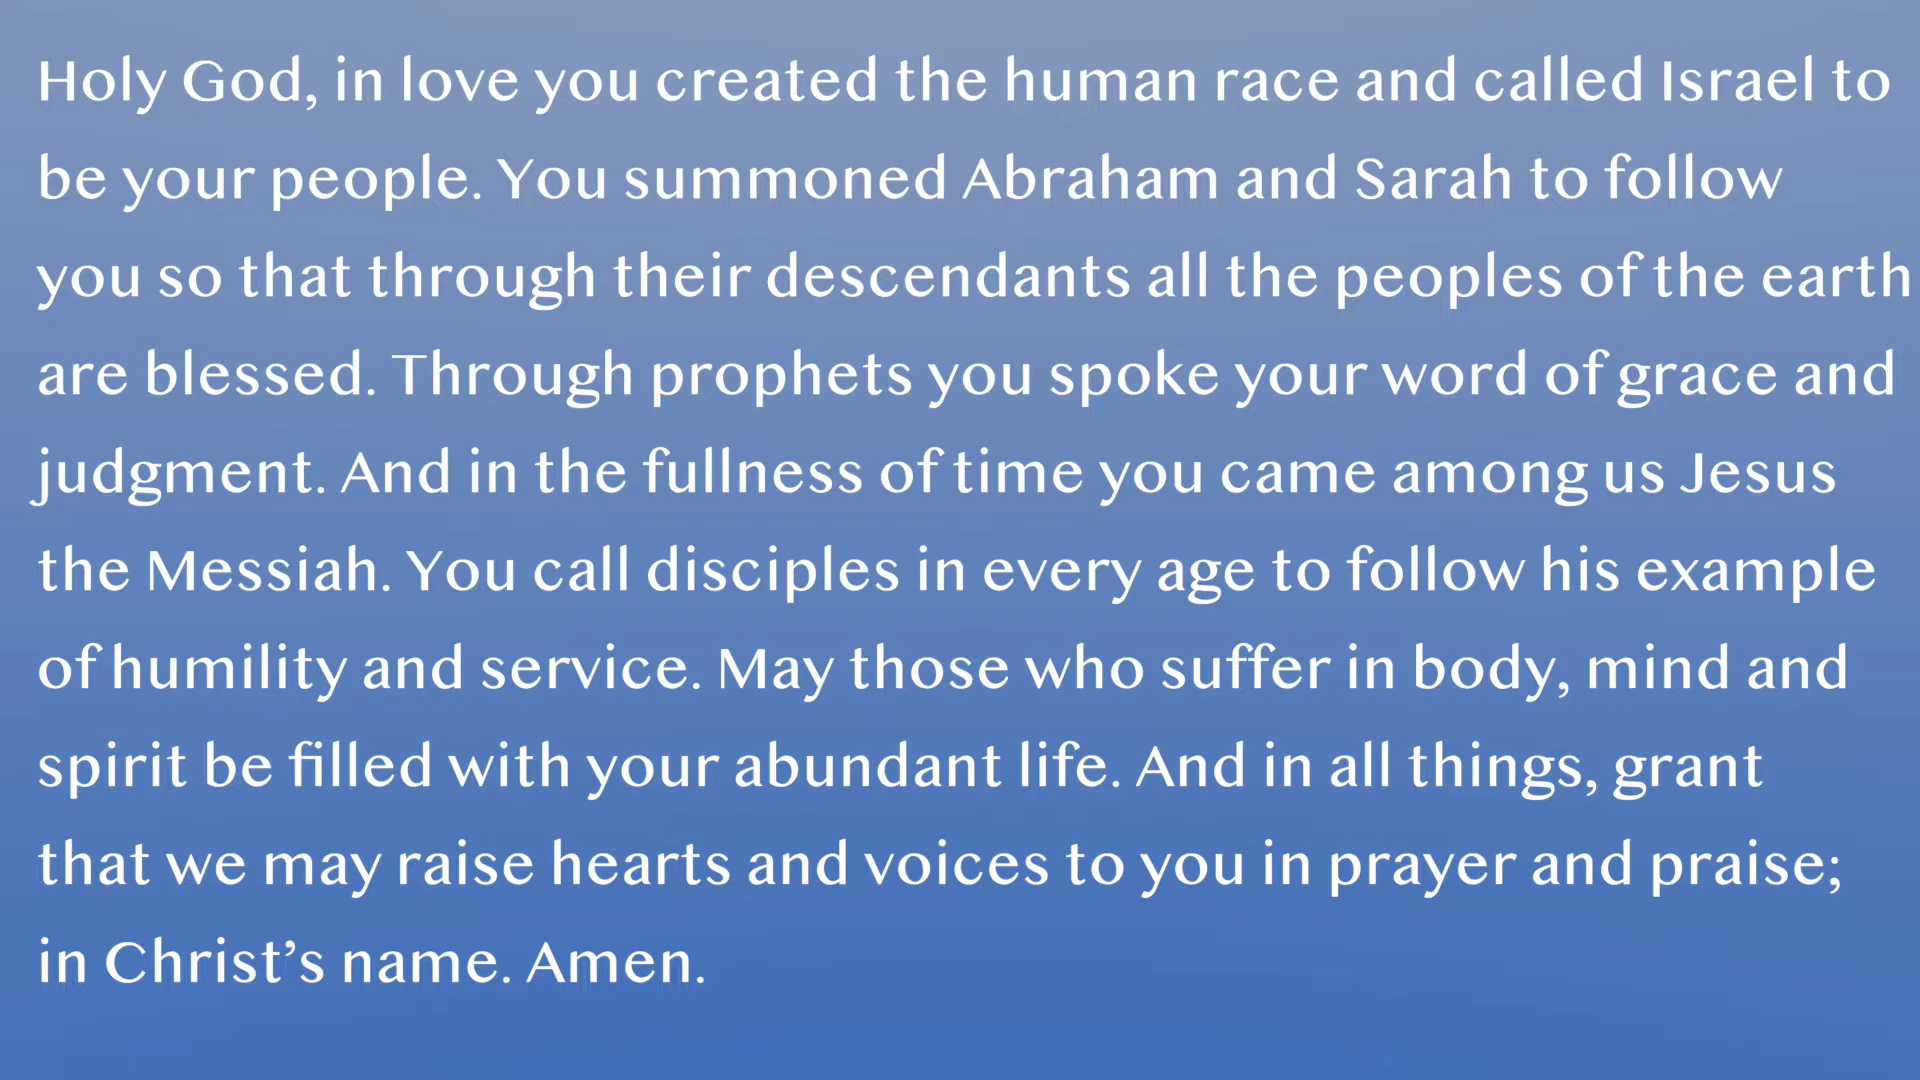 Holy God, in love you created the human race and called Israel to
be your people. You summoned Abraham and Sarah to follow
you so that through their descendants all the peoples of the earth
are blessed. Through prophets you spoke your word of grace and
judgment. And in the fullness of time you came among us Jesus
the Messiah. You call disciples in every age to follow his example
of humility and service. May those who suffer in body, mind and
spirit be filled with your abundant life. And in all things, grant
that we may raise hearts and voices to you in prayer and praise;
in Christ’s name. Amen.